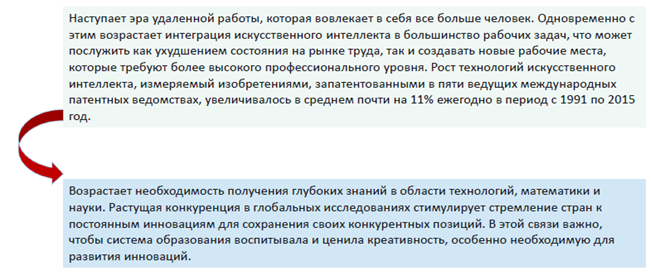 Наступает эра удаленной работы, которая вовлекает в себя все больше человек. Одновременно с
этим возрастает интеграция искусственного интеллекта в большинство рабочих задач, что может
послужить как ухудшением состояния на рынке труда, так и создавать новые рабочие места,
которые требуют более высокого профессионального уровня. Рост технологий искусственного
интеллекта, измеряемый изобретениями, запатентованными в пяти ведущих международных
патентных ведомствах, увеличивалось в среднем почти на 11% ежегодно в период с 1991 по 2015
год.
Возрастает необходимость получения глубоких знаний в области технологий, математики и
науки. Растущая конкуренция в глобальных исследованиях стимулирует стремление стран к
постоянным инновациям для сохранения своих конкурентных позиций. В этой связи важно,
чтобы система образования воспитывала и ценила креативность, особенно необходимую для
развития инноваций.